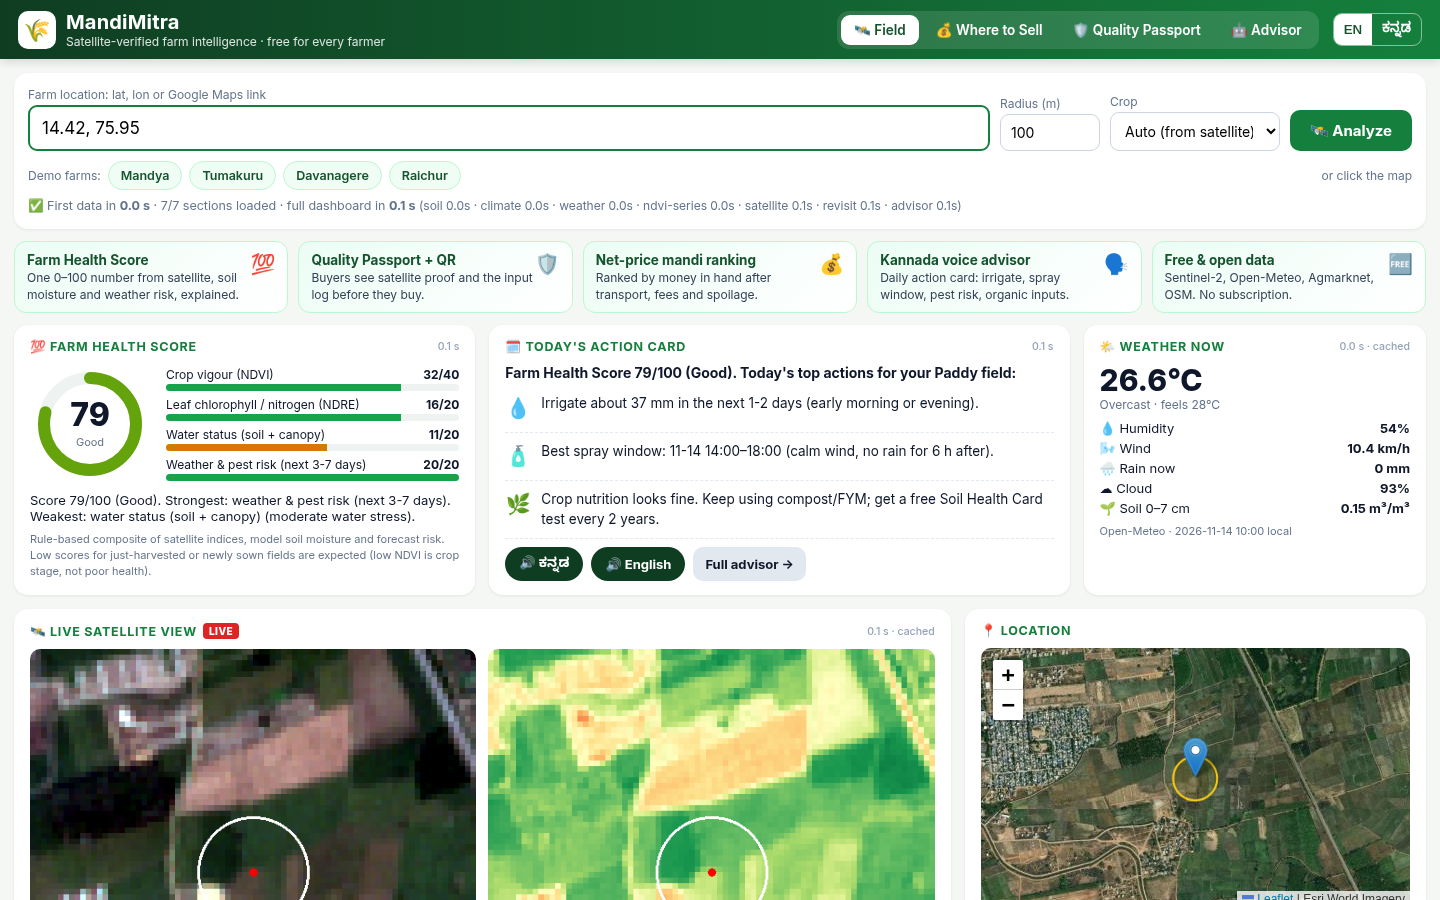 MandiMitra
Satellite-verified farm intelligence · free for every farmer
🛰️ Field
💰 Where to Sell
🛡️ Quality Passport
🤖 Advisor
EN
ಕನ್ನಡ
Farm location: lat, lon or Google Maps link
14.42, 75.95
Radius (m)
100
Crop
Auto (from satellite)
🛰️ Analyze
Demo farms:
Mandya
Tumakuru
Davanagere
Raichur
or click the map
✅ First data in 0.0 s · 7/7 sections loaded · full dashboard in 0.1 s (soil 0.0s · climate 0.0s · weather 0.0s · ndvi-series 0.0s · satellite 0.1s · revisit 0.1s · advisor 0.1s)
Farm Health Score 💯
One 0–100 number from satellite, soil
moisture and weather risk, explained.
Quality Passport + QR
Buyers see satellite proof and the input
log before they buy.
Net-price mandi ranking
Ranked by money in hand after
transport, fees and spoilage.
Kannada voice advisor
Daily action card: irrigate, spray
window, pest risk, organic inputs.
Free & open data 🆓
Sentinel-2, Open-Meteo, Agmarknet,
OSM. No subscription.
💯 FARM HEALTH SCORE
0.1 s
79
Good
Crop vigour (NDVI) 32/40
Leaf chlorophyll / nitrogen (NDRE) 16/20
Water status (soil + canopy) 11/20
Weather & pest risk (next 3-7 days) 20/20
Score 79/100 (Good). Strongest: weather & pest risk (next 3-7 days).
Weakest: water status (soil + canopy) (moderate water stress).
Rule-based composite of satellite indices, model soil moisture and forecast risk.
Low scores for just-harvested or newly sown fields are expected (low NDVI is crop
stage, not poor health).
TODAY'S ACTION CARD
0.1 s
Farm Health Score 79/100 (Good). Today's top actions for your Paddy field:
Irrigate about 37 mm in the next 1-2 days (early morning or evening).
Best spray window: 11-14 14:00–18:00 (calm wind, no rain for 6 h after).
Crop nutrition looks fine. Keep using compost/FYM; get a free Soil Health Card
test every 2 years.
🔊 ಕನ್ನಡ
🔊 English
Full advisor →
WEATHER NOW
0.0 s · cached
26.6°C
Overcast · feels 28°C
Humidity 54%
Wind 10.4 km/h
Rain now 0 mm
Cloud 93%
Soil 0–7 cm 0.15 m³/m³
Open-Meteo · 2026-11-14 10:00 local
LIVE SATELLITE VIEW LIVE
0.1 s · cached
LOCATION
+
−
Leaflet | Esri World Imagery